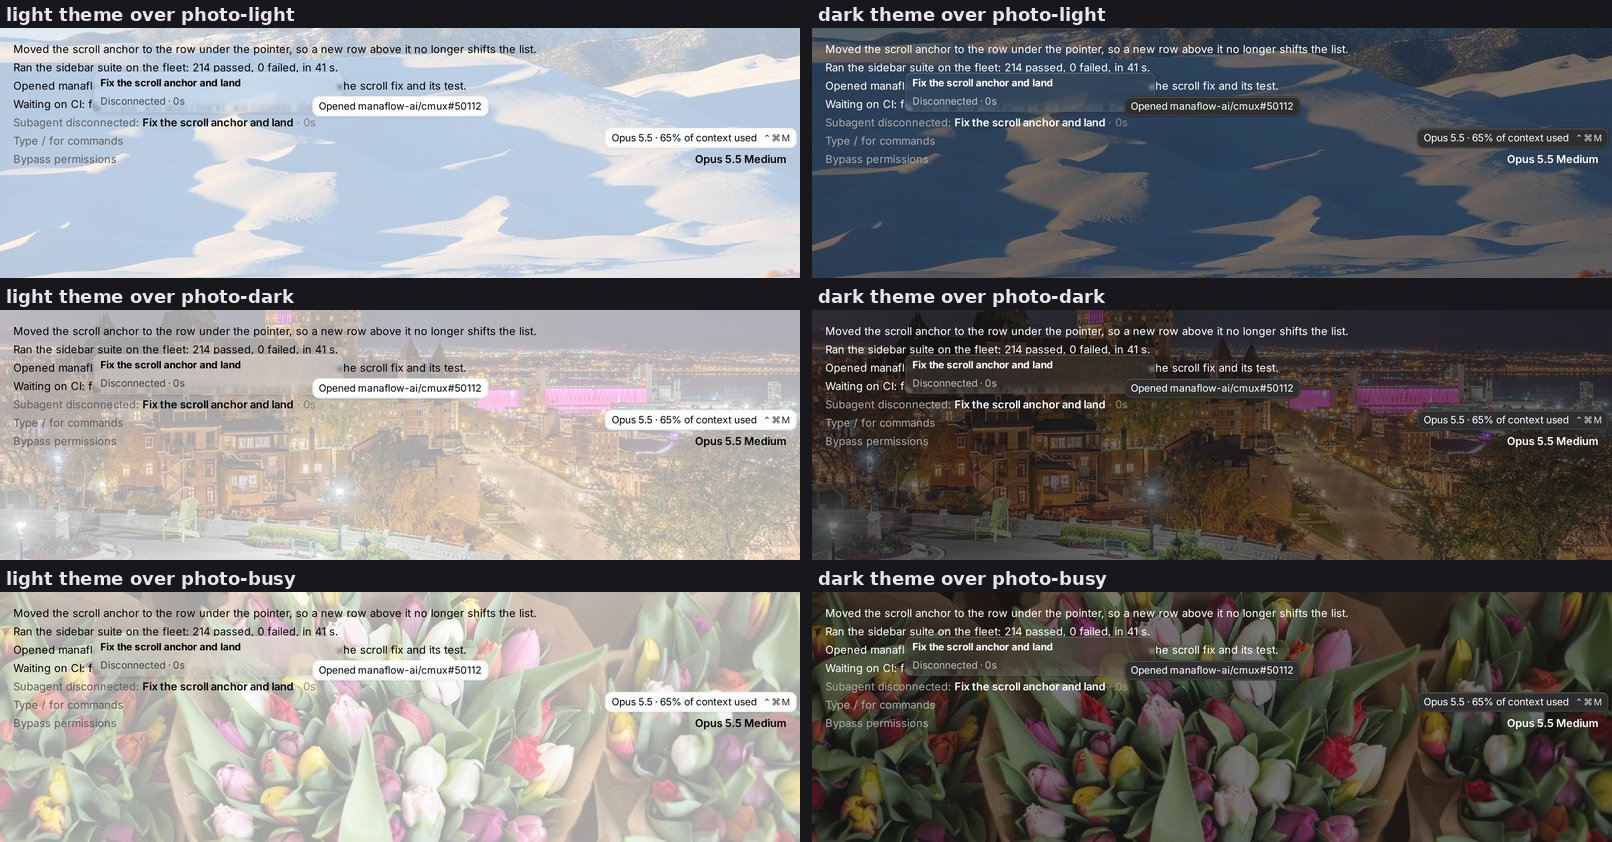 light theme over photo-light
Moved the scroll anchor to the row under the pointer, so a new row above it no longer shifts the list.
Ran the sidebar suite on the fleet: 214 passed, 0 failed, in 41 s.
Opened manafl
Fix the scroll anchor and land
he scroll fix and its test.
Waiting on CI: f
Disconnected · 0s
Opened manaflow-ai/cmux#50112
Subagent disconnected: Fix the scroll anchor and land · 0s
Opus 5.5 · 65% of context used ⌃⌘M
Type / for commands
Bypass permissions
Opus 5.5 Medium
dark theme over photo-light
Moved the scroll anchor to the row under the pointer, so a new row above it no longer shifts the list.
Ran the sidebar suite on the fleet: 214 passed, 0 failed, in 41 s.
Opened manafl
Fix the scroll anchor and land
he scroll fix and its test.
Waiting on CI: f
Disconnected · 0s
Opened manaflow-ai/cmux#50112
Subagent disconnected: Fix the scroll anchor and land · 0s
Opus 5.5 · 65% of context used ⌃⌘M
Type / for commands
Bypass permissions
Opus 5.5 Medium
light theme over photo-dark
Moved the scroll anchor to the row under the pointer, so a new row above it no longer shifts the list.
Ran the sidebar suite on the fleet: 214 passed, 0 failed, in 41 s.
Opened manafl
Fix the scroll anchor and land
he scroll fix and its test.
Waiting on CI: f
Disconnected · 0s
Opened manaflow-ai/cmux#50112
Subagent disconnected: Fix the scroll anchor and land · 0s
Opus 5.5 · 65% of context used ⌃⌘M
Type / for commands
Bypass permissions
Opus 5.5 Medium
dark theme over photo-dark
Moved the scroll anchor to the row under the pointer, so a new row above it no longer shifts the list.
Ran the sidebar suite on the fleet: 214 passed, 0 failed, in 41 s.
Opened manafl
Fix the scroll anchor and land
he scroll fix and its test.
Waiting on CI: f
Disconnected · 0s
Opened manaflow-ai/cmux#50112
Subagent disconnected: Fix the scroll anchor and land · 0s
Opus 5.5 · 65% of context used ⌃⌘M
Type / for commands
Bypass permissions
Opus 5.5 Medium
light theme over photo-busy
Moved the scroll anchor to the row under the pointer, so a new row above it no longer shifts the list.
Ran the sidebar suite on the fleet: 214 passed, 0 failed, in 41 s.
Opened manafl
Fix the scroll anchor and land
he scroll fix and its test.
Waiting on CI: f
Disconnected · 0s
Opened manaflow-ai/cmux#50112
Subagent disconnected: Fix the scroll anchor and land · 0s
Opus 5.5 · 65% of context used ⌃⌘M
Type / for commands
Bypass permissions
Opus 5.5 Medium
dark theme over photo-busy
Moved the scroll anchor to the row under the pointer, so a new row above it no longer shifts the list.
Ran the sidebar suite on the fleet: 214 passed, 0 failed, in 41 s.
Opened manafl
Fix the scroll anchor and land
he scroll fix and its test.
Waiting on CI: f
Disconnected · 0s
Opened manaflow-ai/cmux#50112
Subagent disconnected: Fix the scroll anchor and land · 0s
Opus 5.5 · 65% of context used ⌃⌘M
Type / for commands
Bypass permissions
Opus 5.5 Medium